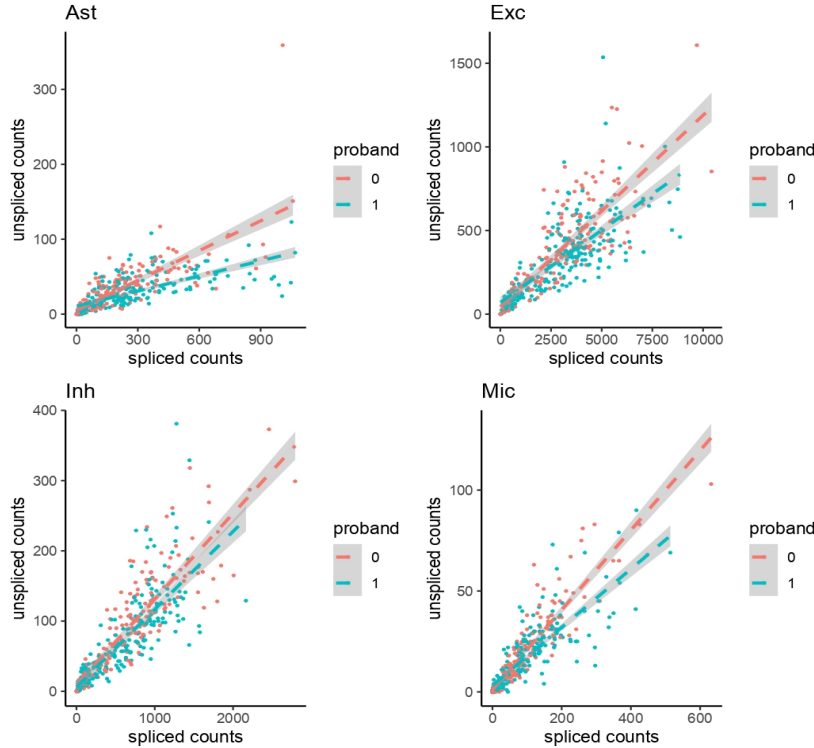 Ast
unspliced counts
300
200
100
0
0 300 600 900
spliced counts
proband
0
1
Exc
unspliced counts
1500
1000
500
0
0 2500 5000 7500 10000
spliced counts
proband
0
1
Inh
unspliced counts
400
300
200
100
0
0 1000 2000
spliced counts
proband
0
1
Mic
unspliced counts
100
50
0
0 200 400 600
spliced counts
proband
0
1